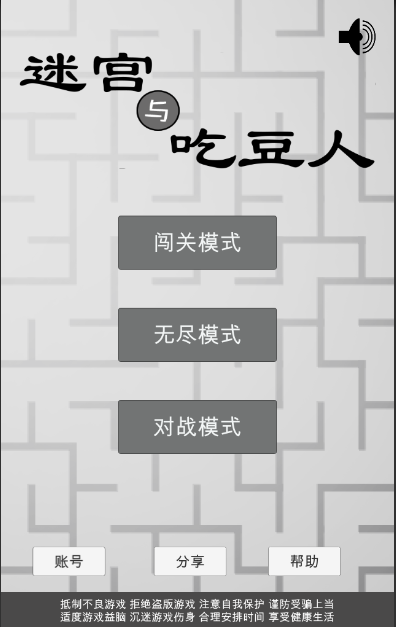 迷宫
与
吃豆人
闯关模式
无尽模式
对战模式
账号
分享
帮助
抵制不良游戏 拒绝盗版游戏 注意自我保护 谨防受骗上当
适度游戏益脑 沉迷游戏伤身 合理安排时间 享受健康生活